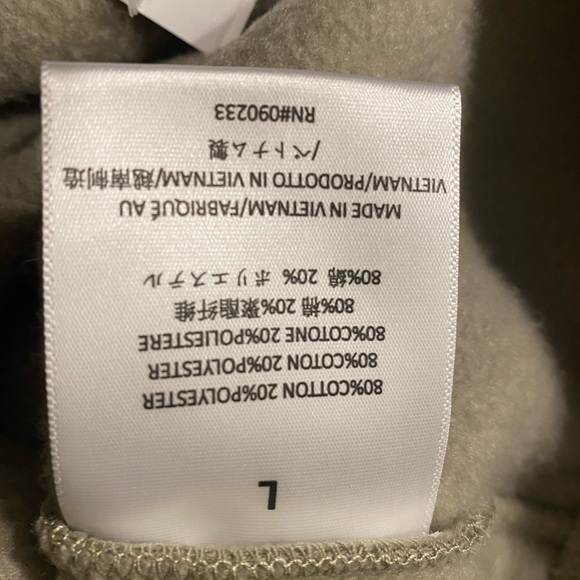 L
80%COTTON 20%POLYESTER
80%COTTON 20%POLYESTER
80%COTONE 20%POLIESTERE
80%棉 20%聚酯纤维
80%綿 20% ポリエステル
MADE IN VIETNAM/FABRIQUÉ AU
VIETNAM/PRODOTTO IN VIETNAM/越南制造
/ベトナム製
RN#090233